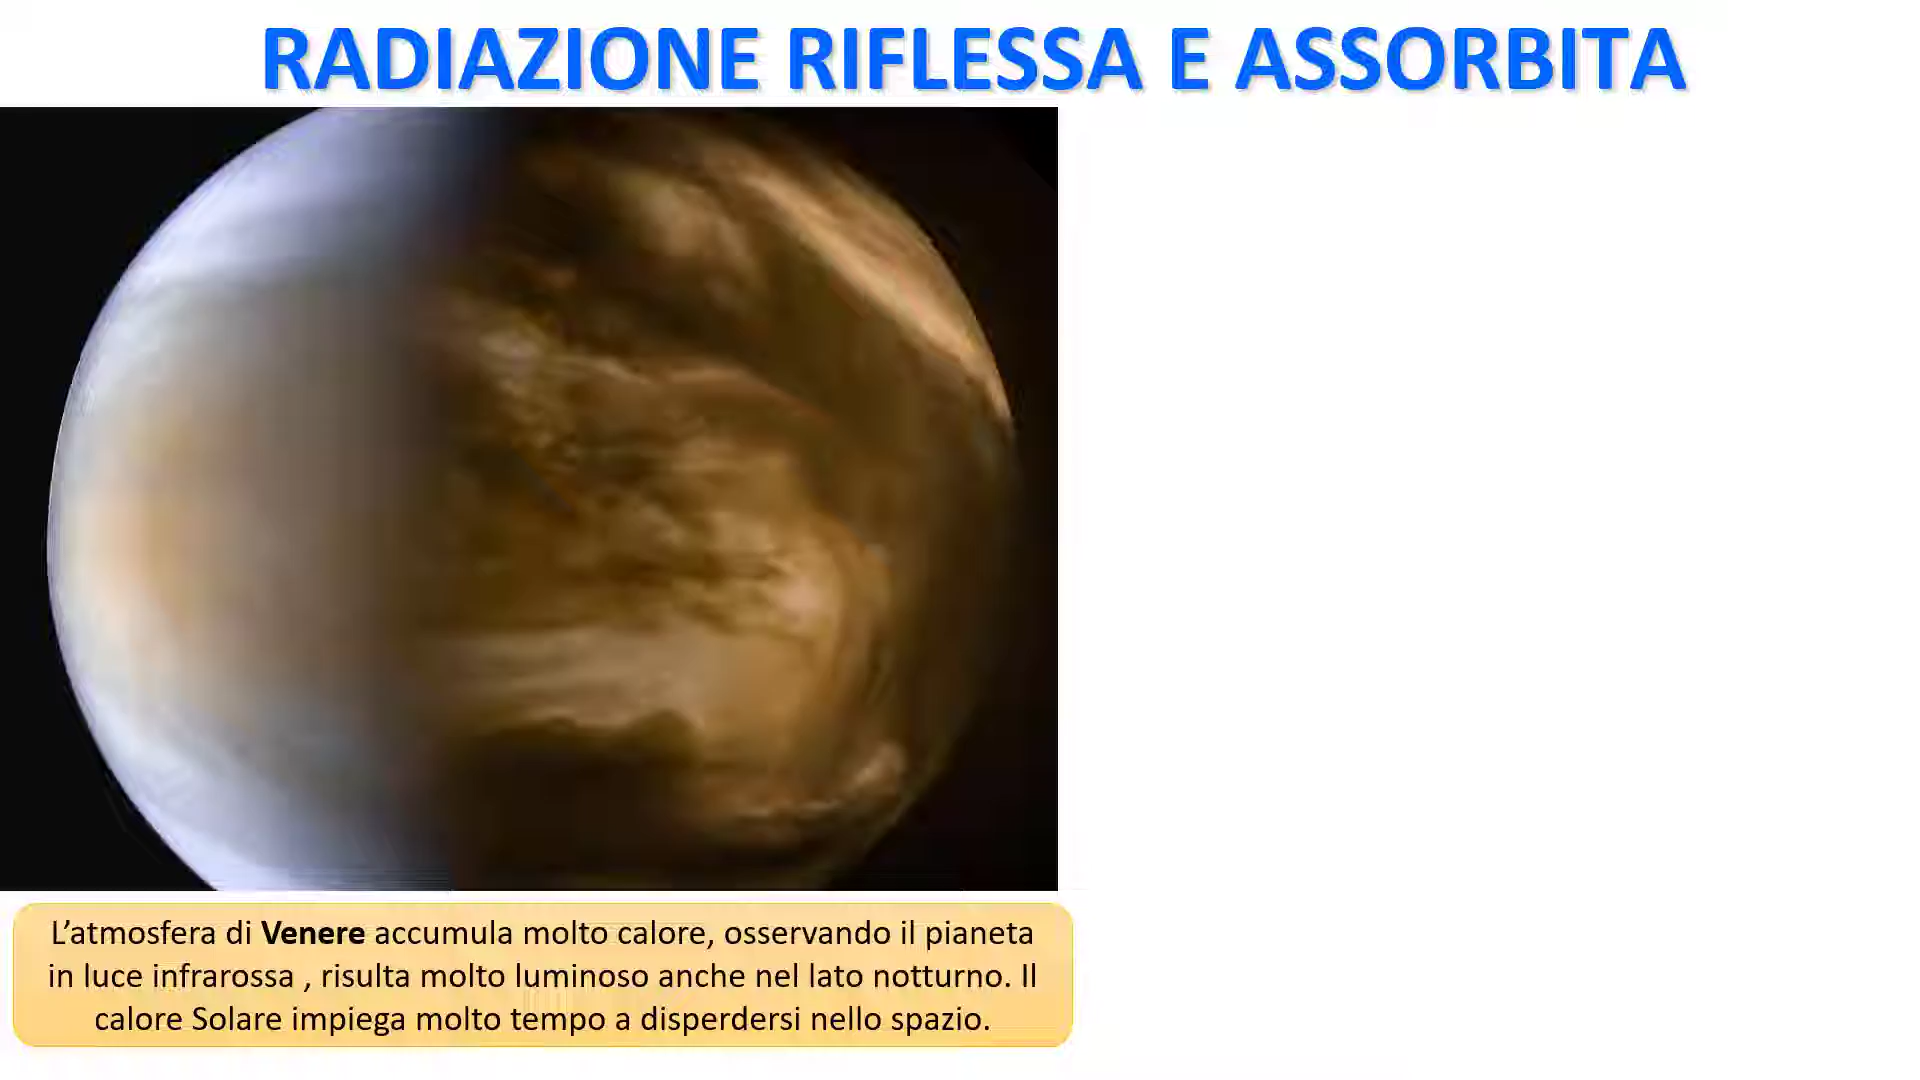 RADIAZIONE RIFLESSA E ASSORBITA
L’atmosfera di Venere accumula molto calore, osservando il pianeta
in luce infrarossa , risulta molto luminoso anche nel lato notturno. Il
calore Solare impiega molto tempo a disperdersi nello spazio.